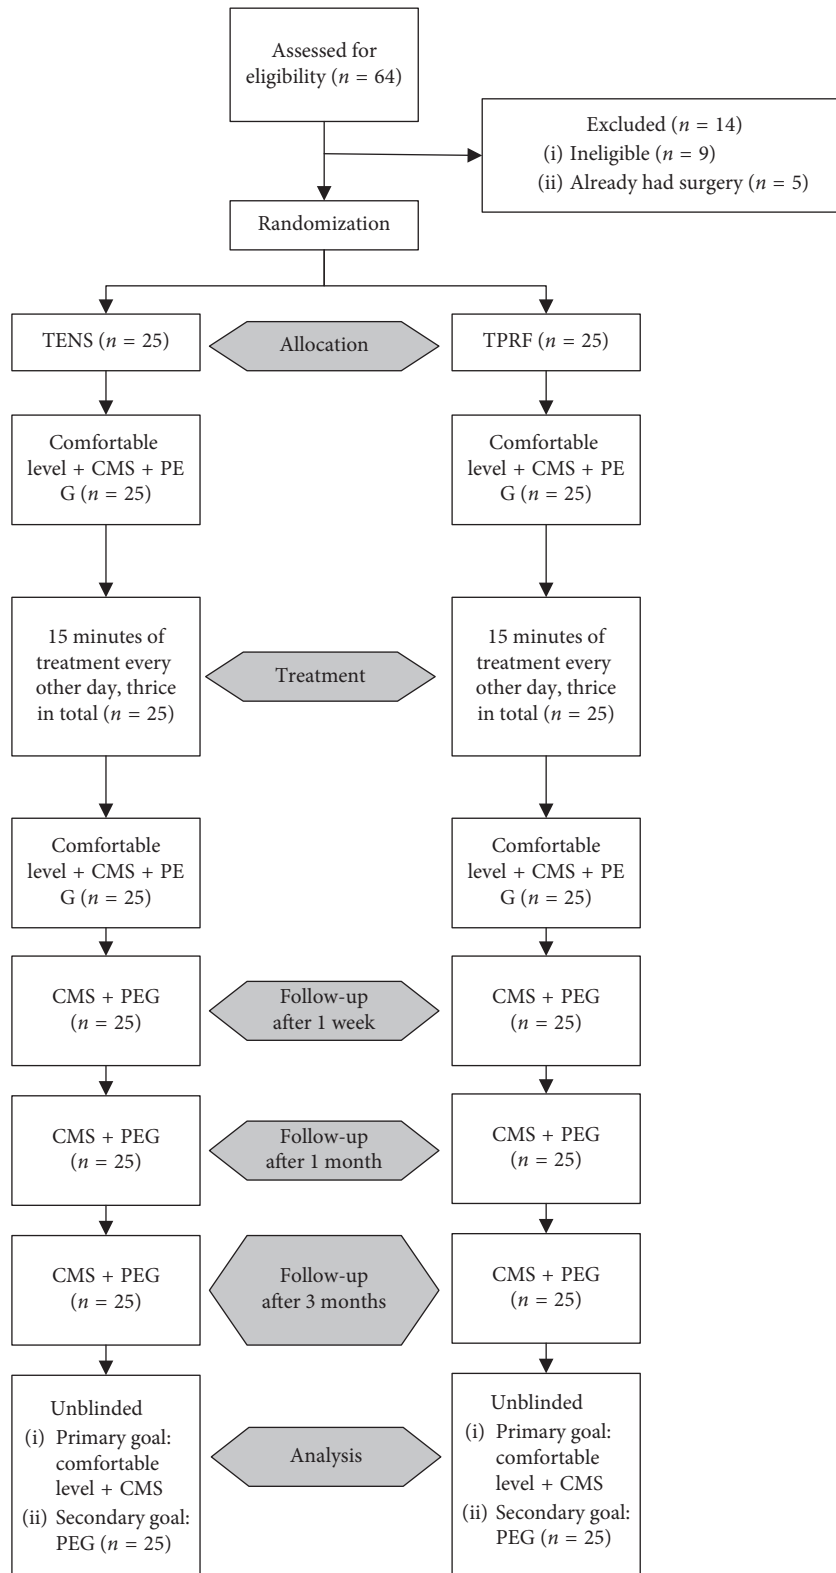 Assessed for
eligibility (n = 64)
Excluded (n = 14)
(i) Ineligible (n = 9)
(ii) Already had surgery (n = 5)
Randomization
TENS (n = 25)
Allocation
TPRF (n = 25)
Comfortable
level + CMS + PE
G (n = 25)
Comfortable
level + CMS + PE
G (n = 25)
15 minutes of
treatment every
other day, thrice
in total (n = 25)
Treatment
15 minutes of
treatment every
other day, thrice
in total (n = 25)
Comfortable
level + CMS + PE
G (n = 25)
Comfortable
level + CMS + PE
G (n = 25)
CMS + PEG
(n = 25)
Follow-up
after 1 week
CMS + PEG
(n = 25)
CMS + PEG
(n = 25)
Follow-up
after 1 month
CMS + PEG
(n = 25)
CMS + PEG
(n = 25)
Follow-up
after 3 months
CMS + PEG
(n = 25)
Unblinded
(i) Primary goal:
comfortable
level + CMS
(ii) Secondary goal:
PEG (n = 25)
Analysis
Unblinded
(i) Primary goal:
comfortable
level + CMS
(ii) Secondary goal:
PEG (n = 25)